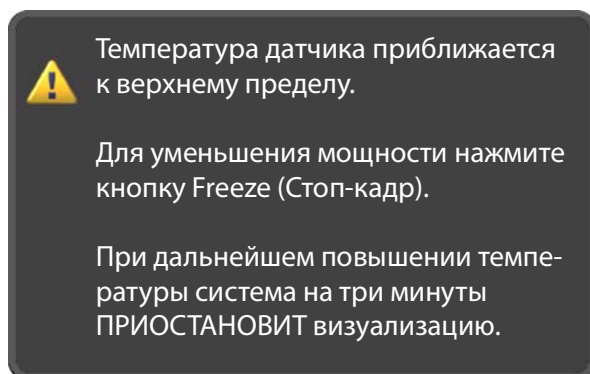 Температура датчика приближается
к верхнему пределу.
Для уменьшения мощности нажмите
кнопку Freeze (Стоп-кадр).
При дальнейшем повышении темпе-
ратуры система на три минуты
ПРИОСТАНОВИТ визуализацию.